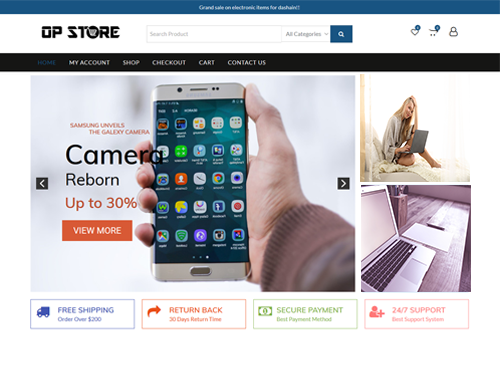 Grand sale on electronic items for dashain!!
OP STORE
Search Product
All Categories
0
0
HOME
MY ACCOUNT
SHOP
CHECKOUT
CART
CONTACT US
SAMSUNG UNVEILS
THE GALEXY CAMERA
Camera
Reborn
Up to 30%
VIEW MORE
FREE SHIPPING
Order Over $200
RETURN BACK
30 Days Return Time
SECURE PAYMENT
Best Payment Method
24/7 SUPPORT
Best Support System